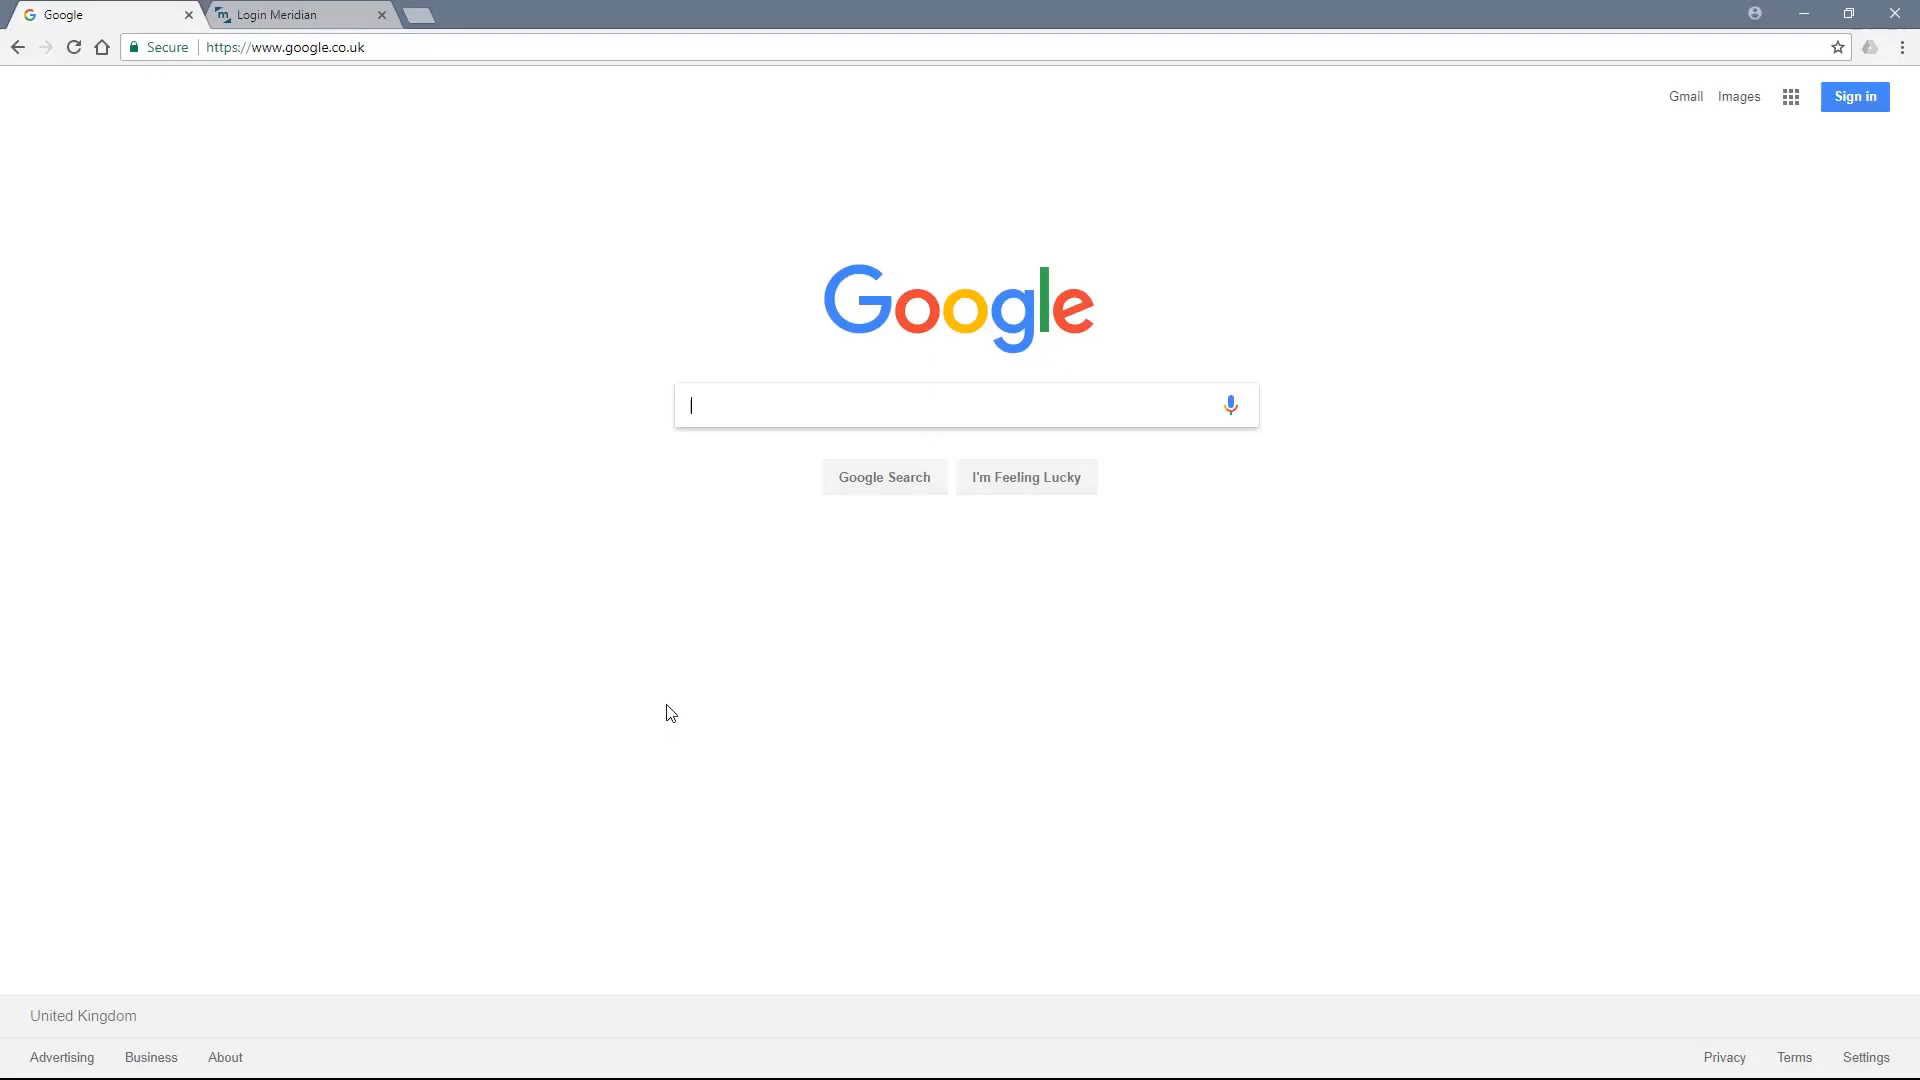 Google
Login Meridian
Secure
https://www.google.co.uk
Gmail
Images
Sign in
Google
Google Search
I'm Feeling Lucky
United Kingdom
Advertising
Business
About
Privacy
Terms
Settings